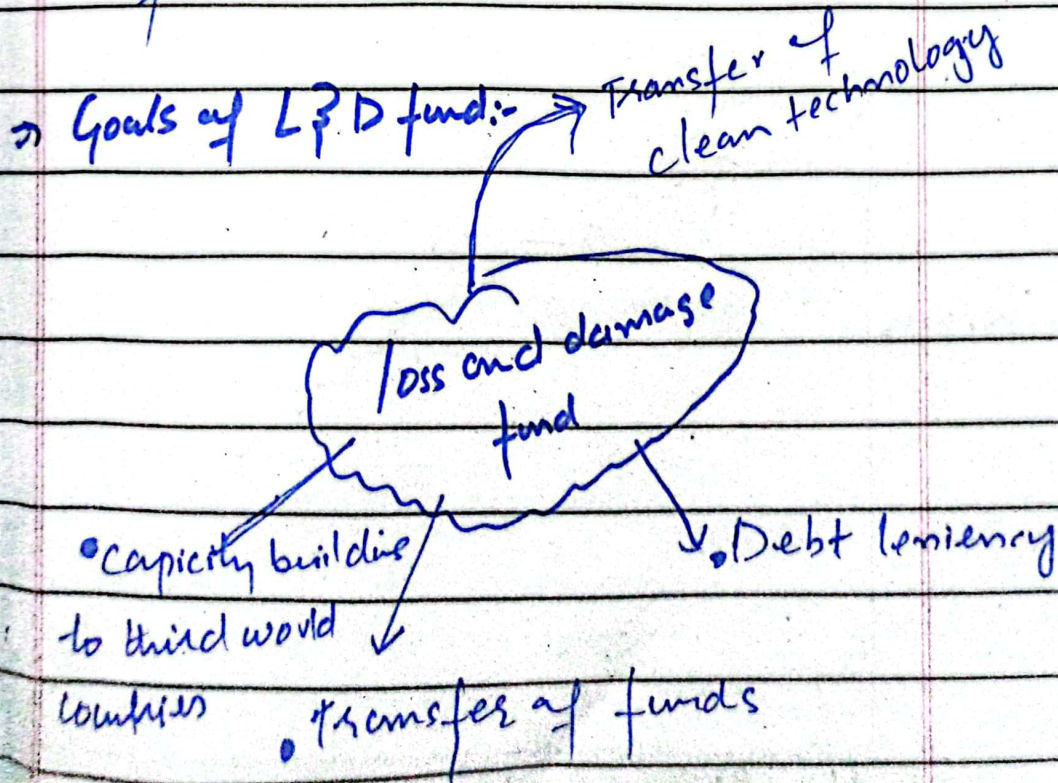 ⇒ Goals of L & D fund:-
Transfer of
clean technology
loss and damage
fund
• Capicity buildine
to third world
countries
• Debt leniency
• Transfer of funds